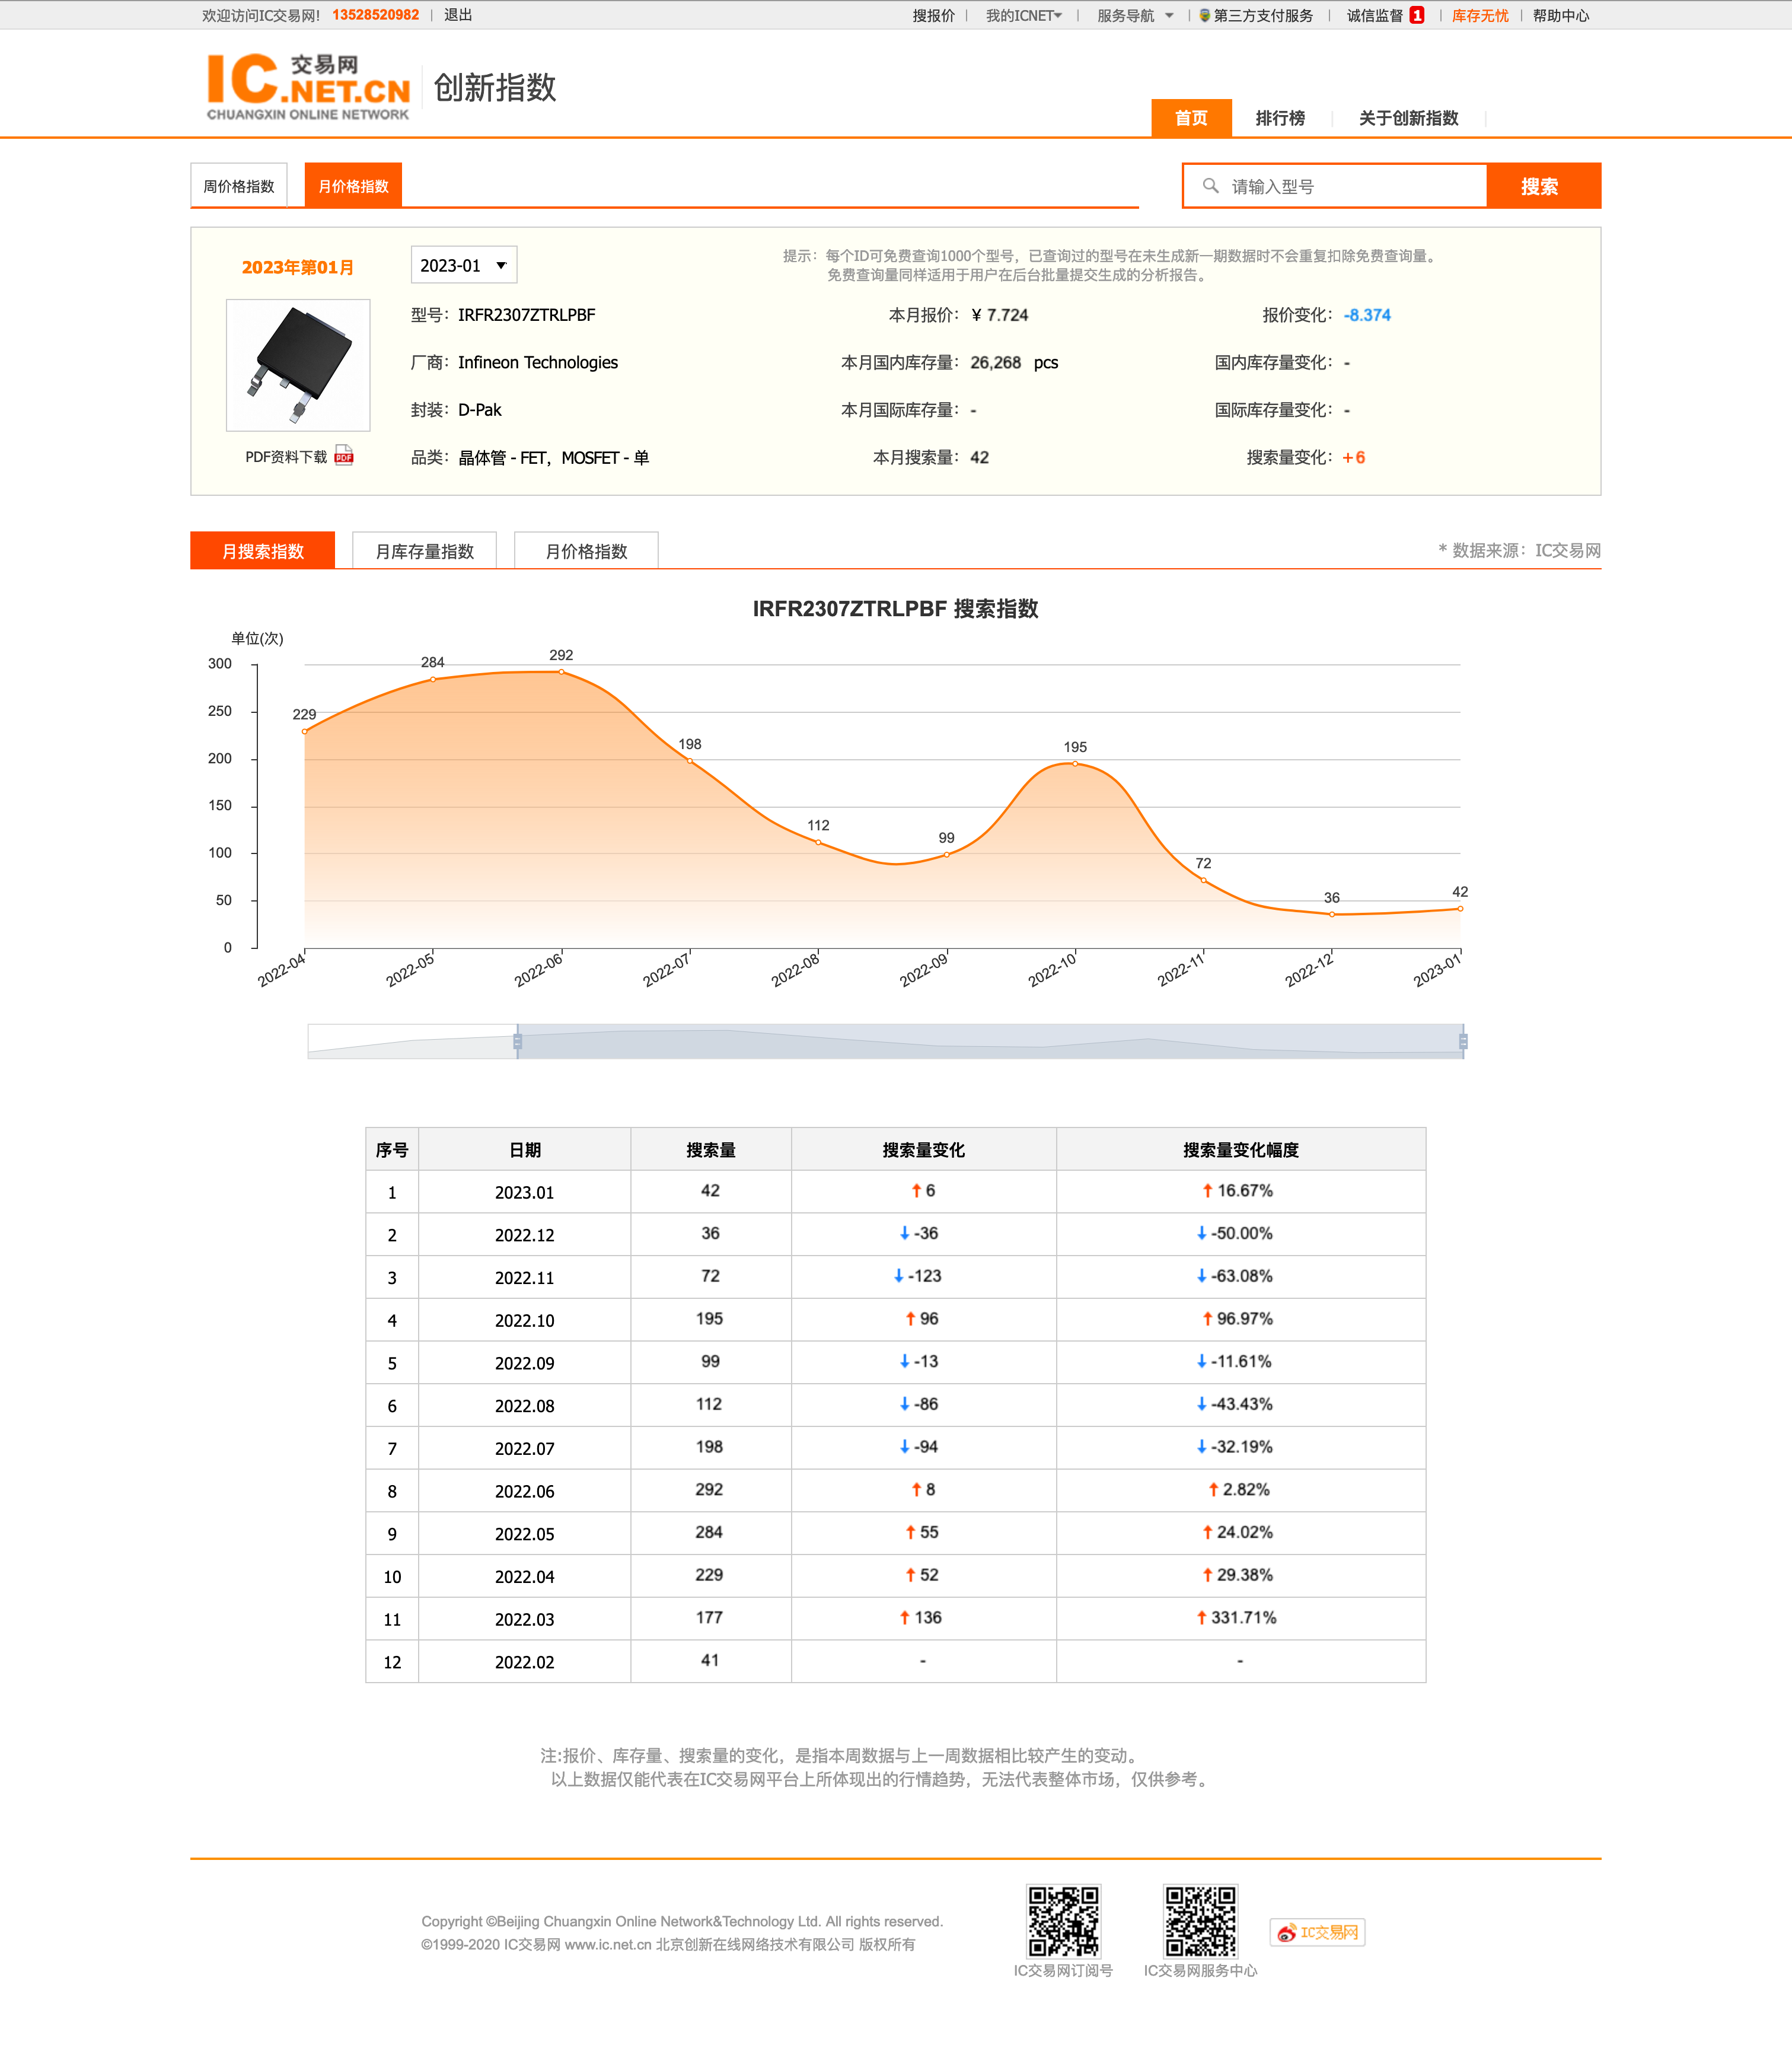 欢迎访问IC交易网! 13528520982 | 退出
搜报价 | 我的ICNET | 服务导航 | 第三方支付服务 | 诚信监督 1 | 库存无忧 | 帮助中心
IC交易网.NET.CN
CHUANGXIN ONLINE NETWORK
创新指数
首页 排行榜 关于创新指数
周价格指数 月价格指数 请输入型号 搜索
2023年第01月 2023-01
提示：每个ID可免费查询1000个型号，已查询过的型号在未生成新一期数据时不会重复扣除免费查询量。
免费查询量同样适用于用户在后台批量提交生成的分析报告。
型号：IRFR2307ZTRLPBF 本月报价：¥ 7.724 报价变化：-8.374
厂商：Infineon Technologies 本月国内库存量：26,268 pcs 国内库存量变化：-
封装：D-Pak 本月国际库存量：- 国际库存量变化：-
PDF资料下载 PDF 品类：晶体管 - FET，MOSFET - 单 本月搜索量：42 搜索量变化：+6
月搜索指数 月库存量指数 月价格指数 * 数据来源：IC交易网
IRFR2307ZTRLPBF 搜索指数
单位(次)
300
250
200
150
100
50
0
229 284 292 198 112 99 195 72 36 42
2022-04 2022-05 2022-06 2022-07 2022-08 2022-09 2022-10 2022-11 2022-12 2023-01
序号 日期 搜索量 搜索量变化 搜索量变化幅度
1 2023.01 42 ↑ 6 ↑ 16.67%
2 2022.12 36 ↓ -36 ↓ -50.00%
3 2022.11 72 ↓ -123 ↓ -63.08%
4 2022.10 195 ↑ 96 ↑ 96.97%
5 2022.09 99 ↓ -13 ↓ -11.61%
6 2022.08 112 ↓ -86 ↓ -43.43%
7 2022.07 198 ↓ -94 ↓ -32.19%
8 2022.06 292 ↑ 8 ↑ 2.82%
9 2022.05 284 ↑ 55 ↑ 24.02%
10 2022.04 229 ↑ 52 ↑ 29.38%
11 2022.03 177 ↑ 136 ↑ 331.71%
12 2022.02 41 - -
注:报价、库存量、搜索量的变化，是指本周数据与上一周数据相比较产生的变动。
以上数据仅能代表在IC交易网平台上所体现出的行情趋势，无法代表整体市场，仅供参考。
Copyright ©Beijing Chuangxin Online Network&Technology Ltd. All rights reserved.
©1999-2020 IC交易网 www.ic.net.cn 北京创新在线网络技术有限公司 版权所有
IC交易网订阅号 IC交易网服务中心 IC交易网